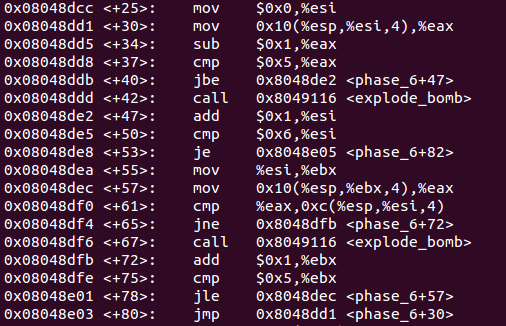 0x08048dcc <+25>: mov $0x0,%esi
0x08048dd1 <+30>: mov 0x10(%esp,%esi,4),%eax
0x08048dd5 <+34>: sub $0x1,%eax
0x08048dd8 <+37>: cmp $0x5,%eax
0x08048ddb <+40>: jbe 0x8048de2 <phase_6+47>
0x08048ddd <+42>: call 0x8049116 <explode_bomb>
0x08048de2 <+47>: add $0x1,%esi
0x08048de5 <+50>: cmp $0x6,%esi
0x08048de8 <+53>: je 0x8048e05 <phase_6+82>
0x08048dea <+55>: mov %esi,%ebx
0x08048dec <+57>: mov 0x10(%esp,%ebx,4),%eax
0x08048df0 <+61>: cmp %eax,0xc(%esp,%esi,4)
0x08048df4 <+65>: jne 0x8048dfb <phase_6+72>
0x08048df6 <+67>: call 0x8049116 <explode_bomb>
0x08048dfb <+72>: add $0x1,%ebx
0x08048dfe <+75>: cmp $0x5,%ebx
0x08048e01 <+78>: jle 0x8048dec <phase_6+57>
0x08048e03 <+80>: jmp 0x8048dd1 <phase_6+30>